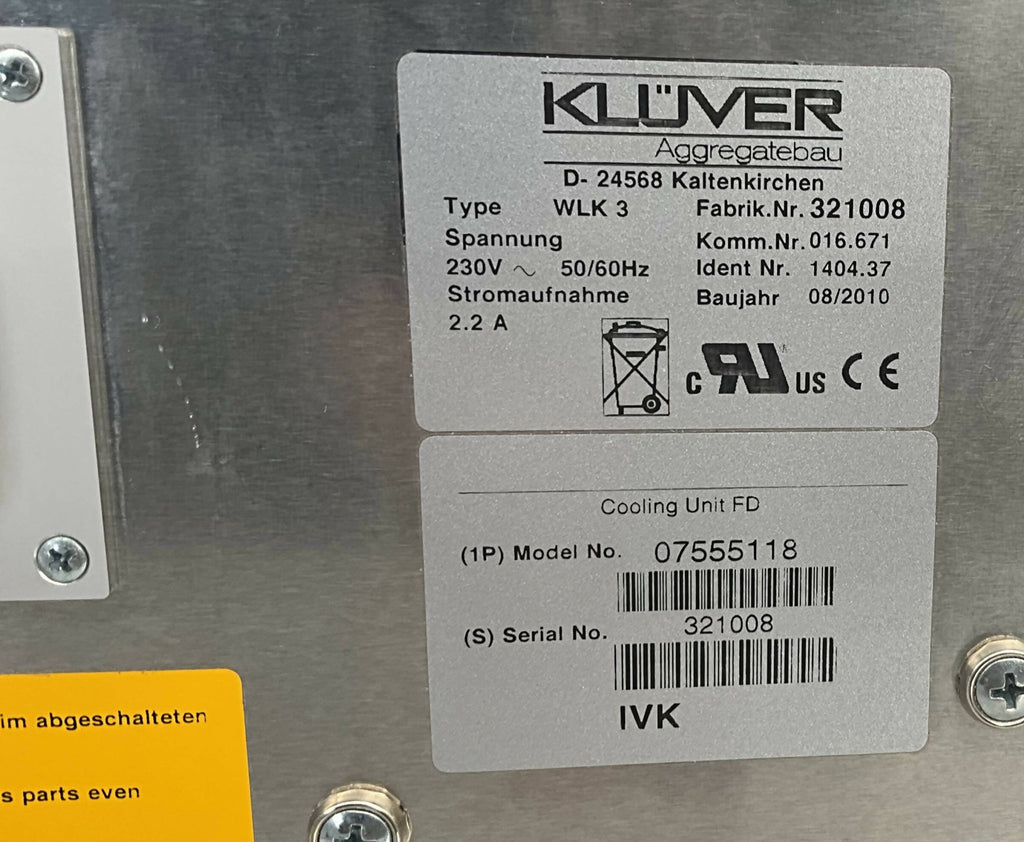 KLÜVER
Aggregatebau
D- 24568 Kaltenkirchen
Type WLK 3 Fabrik.Nr. 321008
Spannung Komm.Nr. 016.671
230V ~ 50/60Hz Ident Nr. 1404.37
Stromaufnahme Baujahr 08/2010
2.2 A
C RU US CE
Cooling Unit FD
(1P) Model No. 07555118
(S) Serial No. 321008
IVK
im abgeschalteten
s parts even